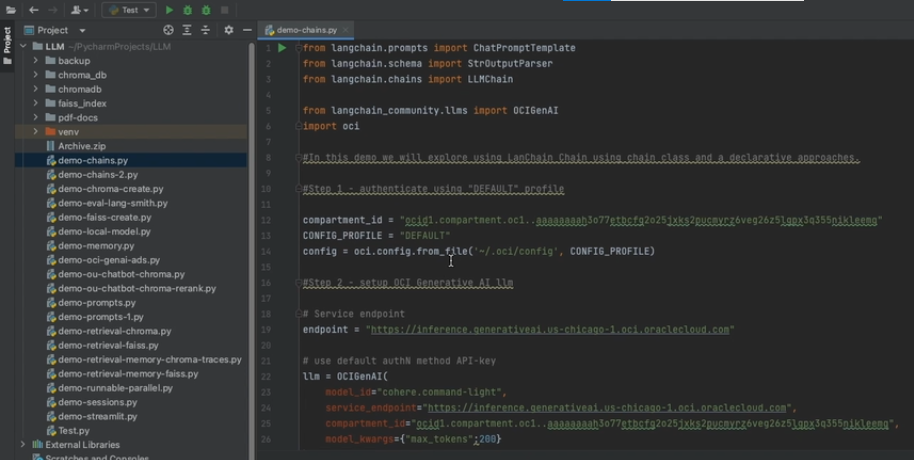 Test
Project
Project
demo-chains.py
LLM ~/PycharmProjects/LLM
backup
chroma_db
chromadb
faiss_index
pdf-docs
venv
Archive.zip
demo-chains.py
demo-chains-2.py
demo-chroma-create.py
demo-eval-lang-smith.py
demo-faiss-create.py
demo-local-model.py
demo-memory.py
demo-oci-genai-ads.py
demo-ou-chatbot-chroma.py
demo-ou-chatbot-chroma-rerank.py
demo-prompts.py
demo-prompts-1.py
demo-retrieval-chroma.py
demo-retrieval-faiss.py
demo-retrieval-memory-chroma-traces.py
demo-retrieval-memory-faiss.py
demo-runnable-parallel.py
demo-sessions.py
demo-streamlit.py
Test.py
External Libraries
Scratches and Consoles
1 from langchain.prompts import ChatPromptTemplate
2 from langchain.schema import StrOutputParser
3 from langchain.chains import LLMChain
4
5 from langchain_community.llms import OCIGenAI
6 import oci
7
8 #In this demo we will explore using LanChain Chain using chain class and a declarative approaches.
9
10 #Step 1 - authenticate using "DEFAULT" profile
11
12 compartment_id =
13 CONFIG_PROFILE = "DEFAULT"
14 config = oci.config.from_file('~/.oci/config', CONFIG_PROFILE)
15
16 #Step 2 - setup OCI Generative AI llm
17
18 # Service endpoint
19 endpoint = "https://inference.generativeai.us-chicago-1.oci.oraclecloud.com"
20
21 # use default authN method API-key
22 llm = OCIGenAI(
23 model_id="cohere.command-light",
24 service_endpoint="https://inference.generativeai.us-chicago-1.oci.oraclecloud.com",
25 compartment_id=
26 model_kwargs={"max_tokens":200}